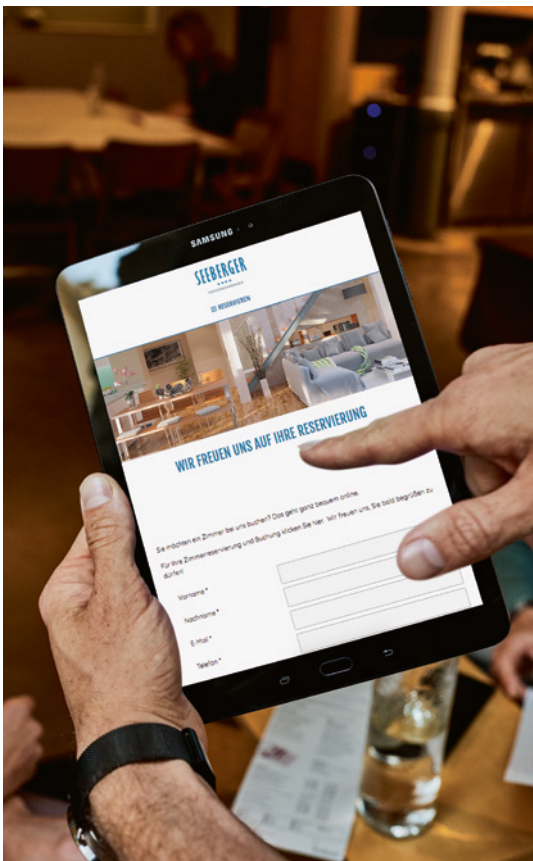 SAMSUNG
SEEBERGER
RESERVIEREN
WIR FREUEN UNS AUF IHRE RESERVIERUNG
Sie möchten ein Zimmer bei uns buchen? Das geht ganz bequem online.
Für Ihre Zimmerreservierung und Buchung klicken Sie hier. Wir freuen uns, Sie bald begrüßen zu
dürfen!
Vorname *
Nachname *
E-Mail *
Telefon *